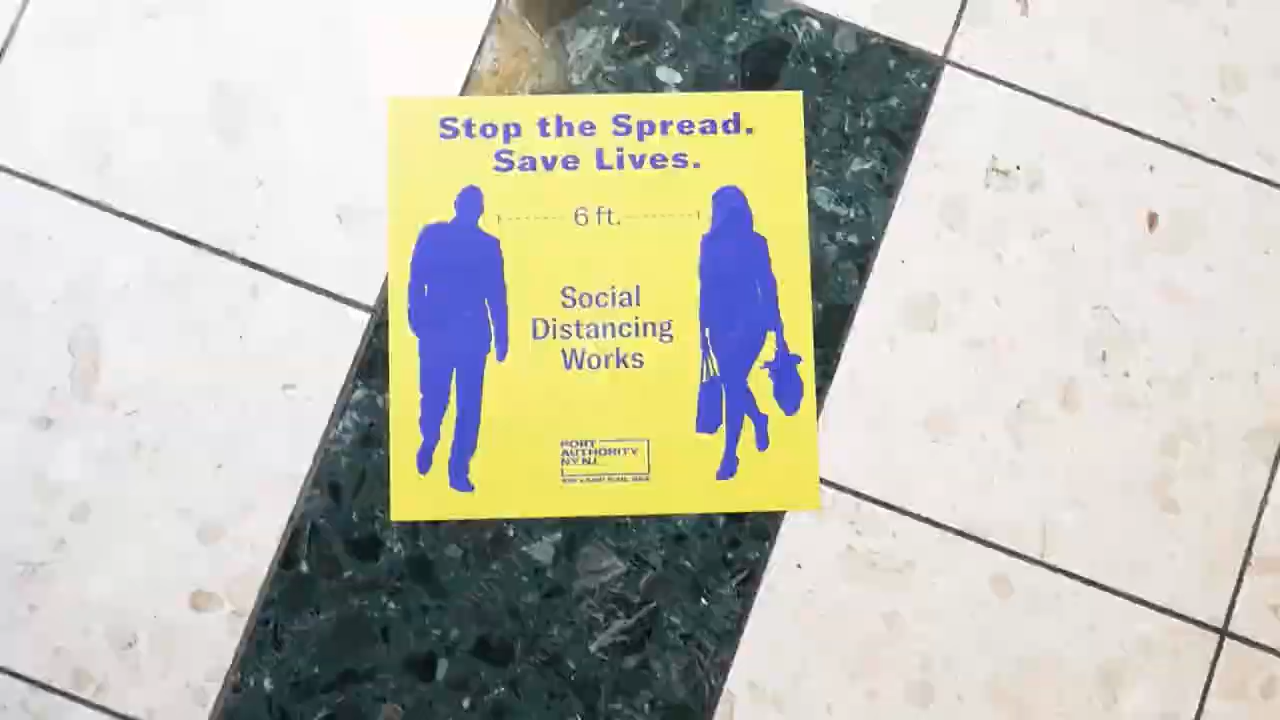 Stop the Spread.
Save Lives.
6 ft.
Social
Distancing
Works
PORT
AUTHORITY
NY NJ